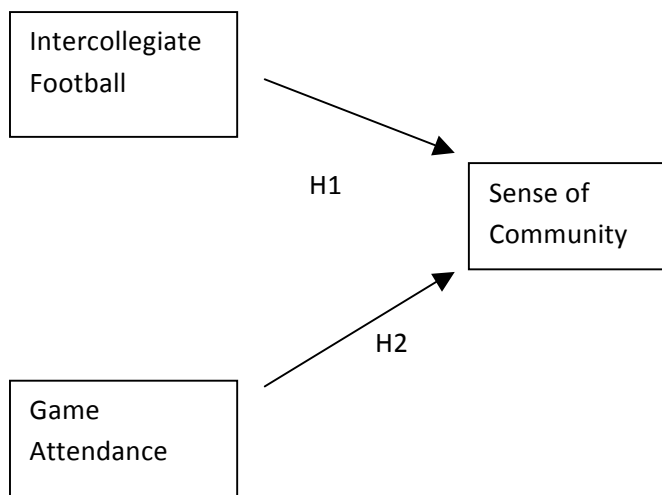 Intercollegiate
Football
H1
Sense of
Community
H2
Game
Attendance